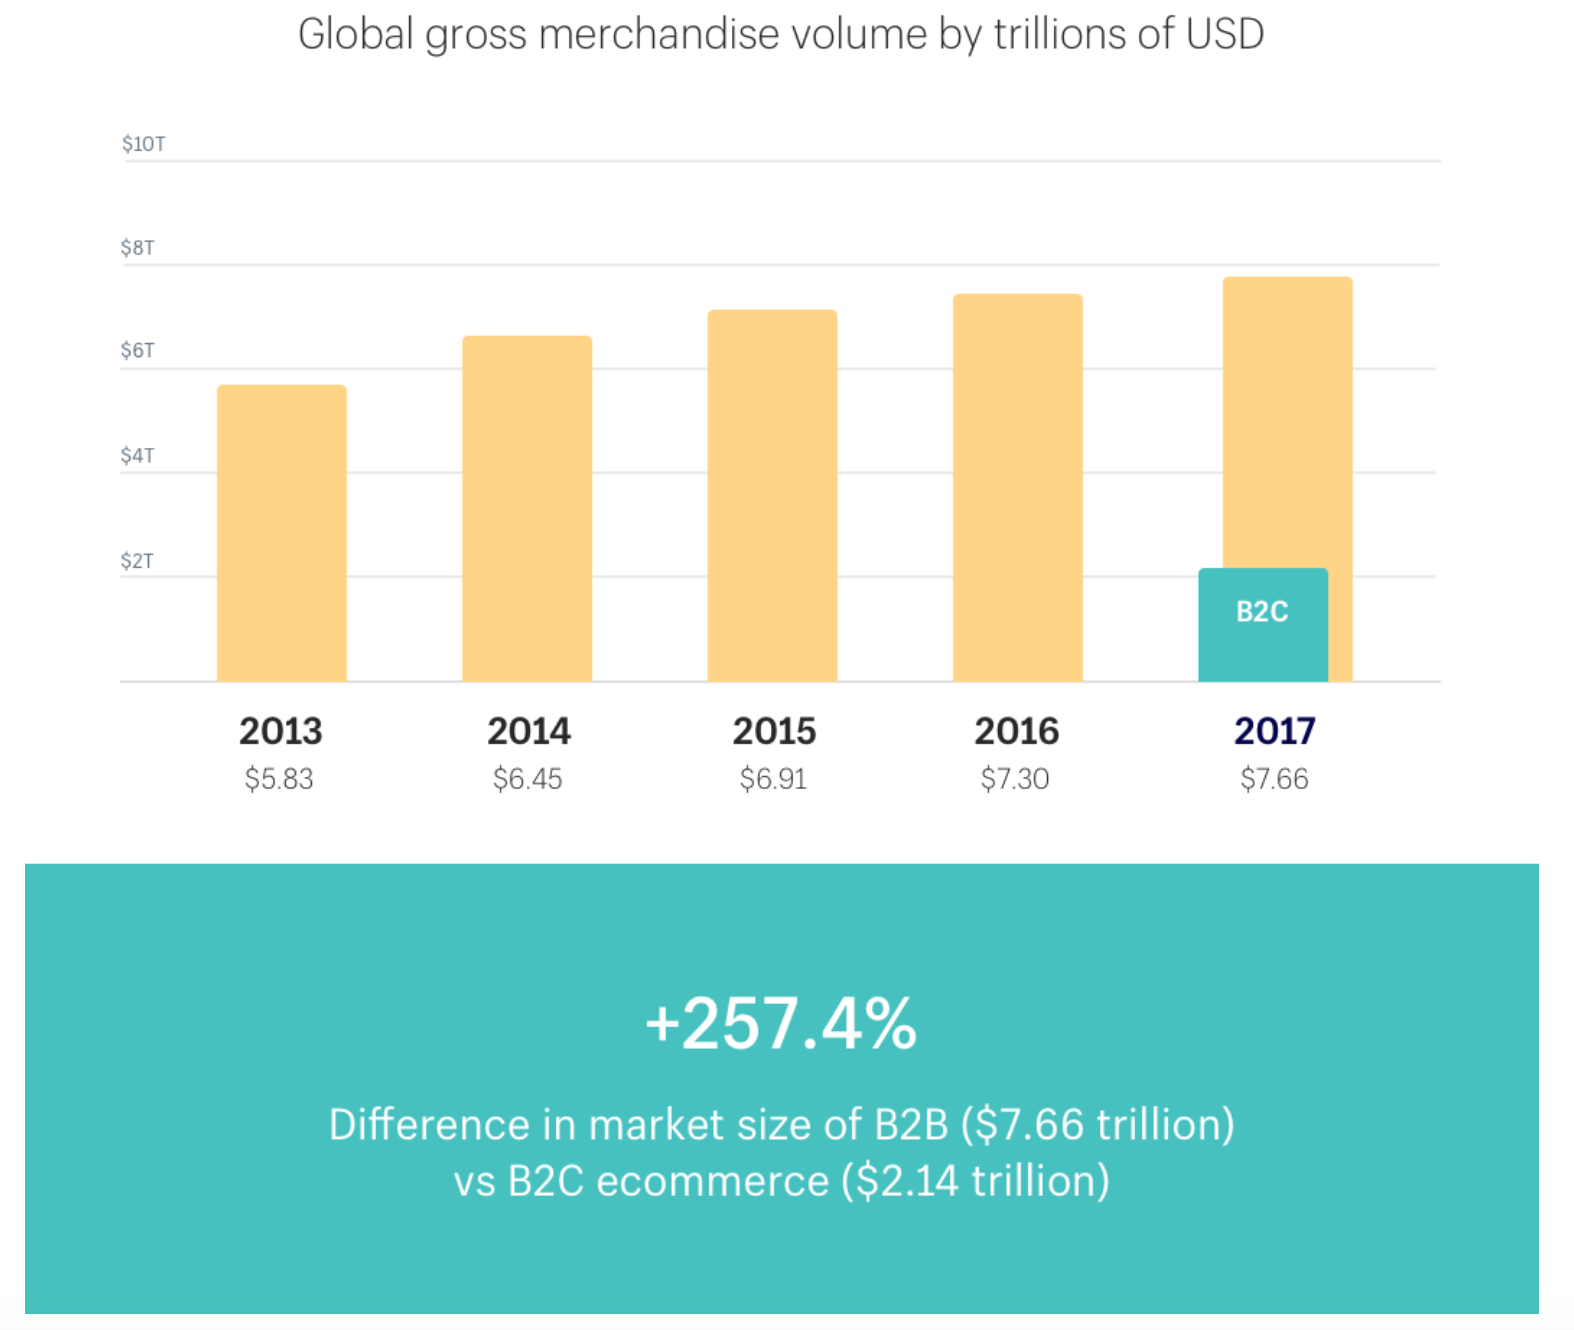 Global gross merchandise volume by trillions of USD
$10T
$8T
$6T
$4T
$2T
B2C
2013 2014 2015 2016 2017
$5.83 $6.45 $6.91 $7.30 $7.66
+257.4%
Difference in market size of B2B ($7.66 trillion)
vs B2C ecommerce ($2.14 trillion)